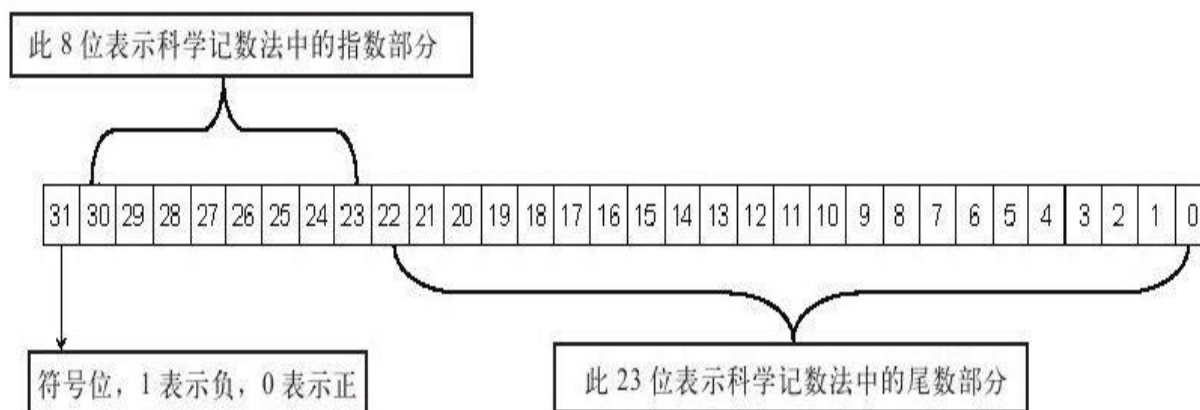 此 8 位表示科学记数法中的指数部分
31 30 29 28 27 26 25 24 23 22 21 20 19 18 17 16 15 14 13 12 11 10 9 8 7 6 5 4 3 2 1 0
符号位，1 表示负，0 表示正
此 23 位表示科学记数法中的尾数部分